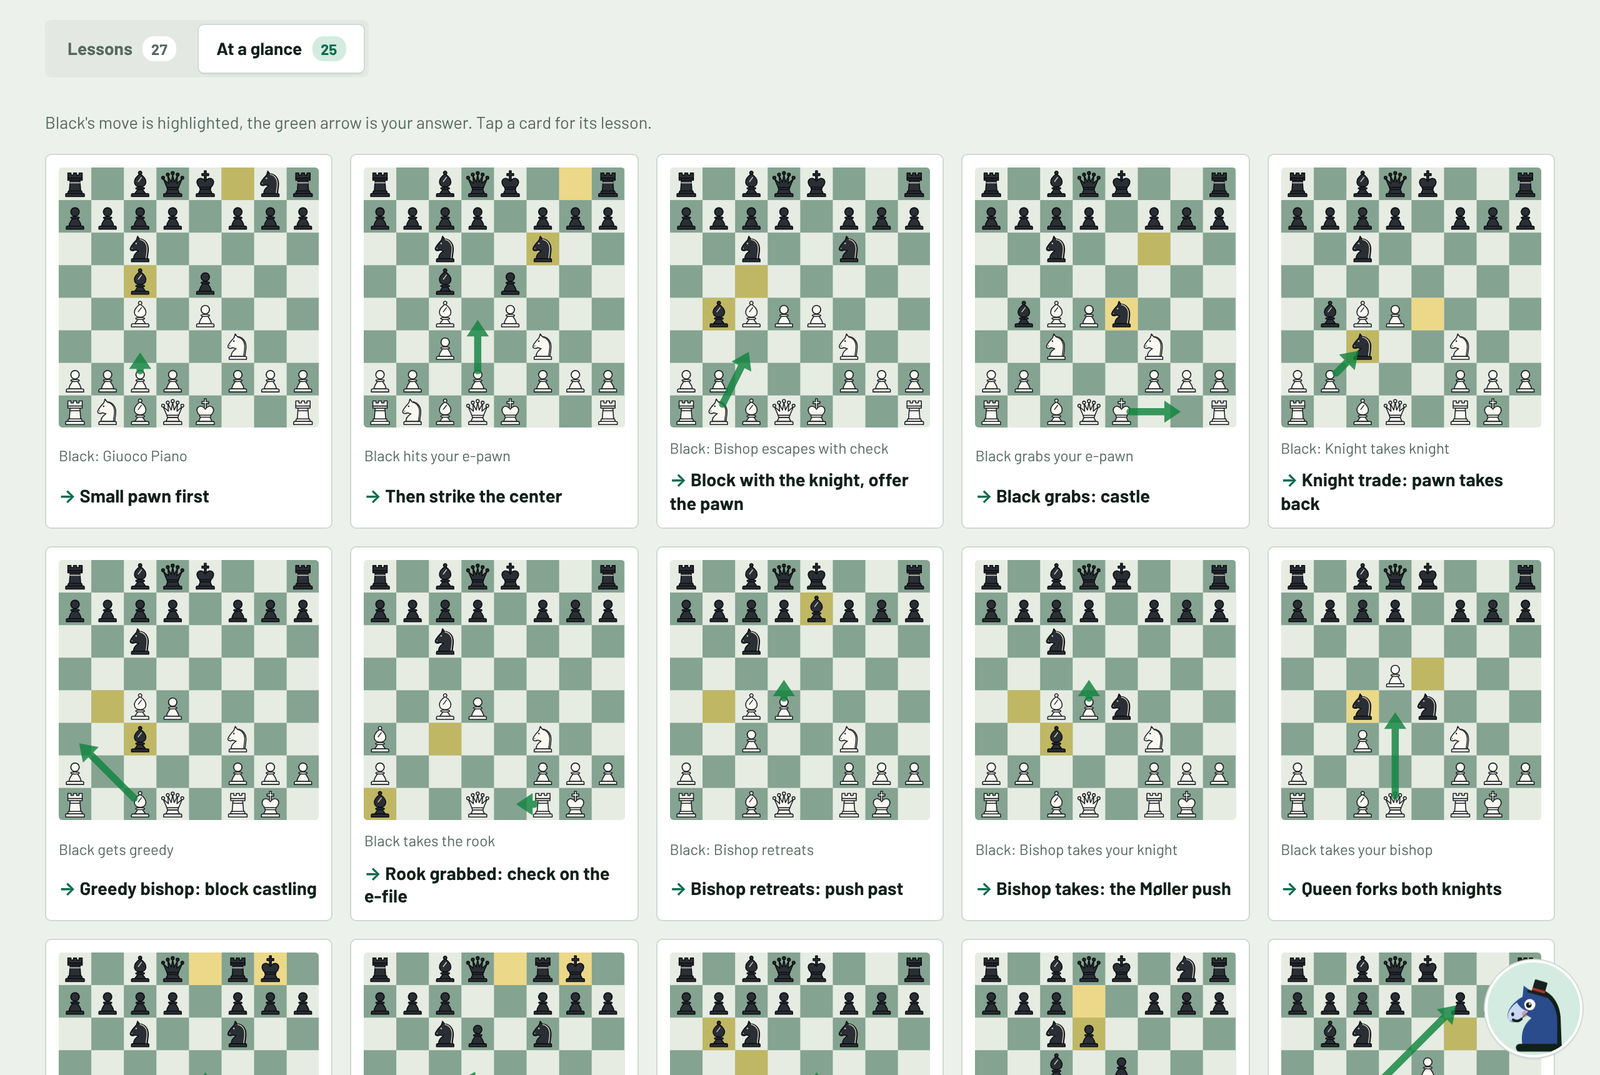 Lessons 27 At a glance 25
Black's move is highlighted, the green arrow is your answer. Tap a card for its lesson.
Black: Giuoco Piano
→ Small pawn first
Black hits your e-pawn
→ Then strike the center
Black: Bishop escapes with check
→ Block with the knight, offer
the pawn
Black grabs your e-pawn
→ Black grabs: castle
Black: Knight takes knight
→ Knight trade: pawn takes
back
Black gets greedy
→ Greedy bishop: block castling
Black takes the rook
→ Rook grabbed: check on the
e-file
Black: Bishop retreats
→ Bishop retreats: push past
Black: Bishop takes your knight
→ Bishop takes: the Møller push
Black takes your bishop
→ Queen forks both knights